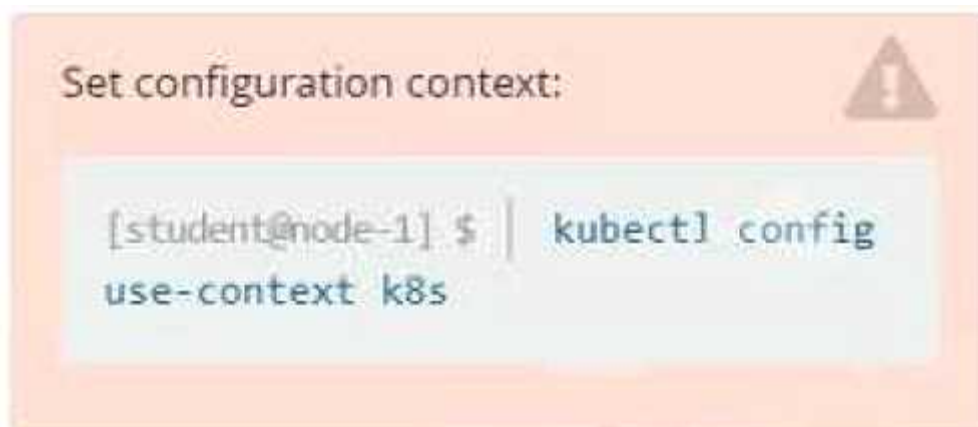 Set configuration context:
[student@node-1] $ | kubectl config
use-context k8s